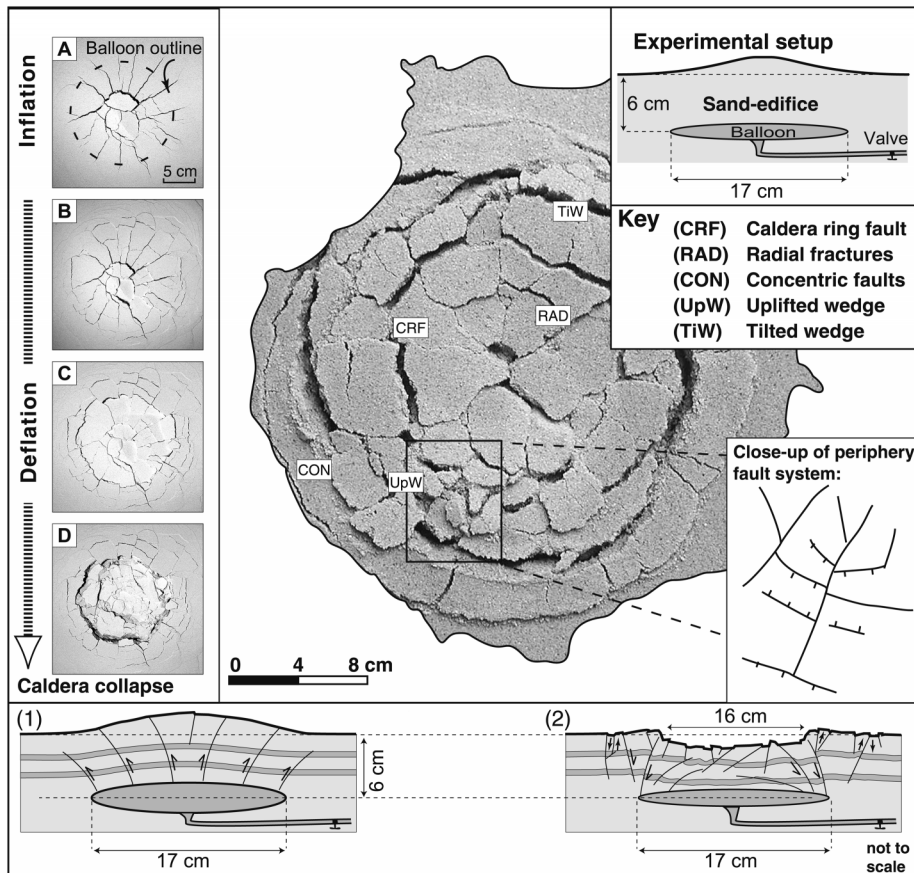 Inflation
Deflation
A
Balloon outline
5 cm
B
C
D
Caldera collapse
TiW
RAD
CRF
CON
UpW
0 4 8 cm
Experimental setup
6 cm
Sand-edifice
Balloon
Valve
17 cm
Key
(CRF) Caldera ring fault
(RAD) Radial fractures
(CON) Concentric faults
(UpW) Uplifted wedge
(TiW) Tilted wedge
Close-up of periphery
fault system:
(1)
6 cm
17 cm
(2)
16 cm
17 cm
not to
scale